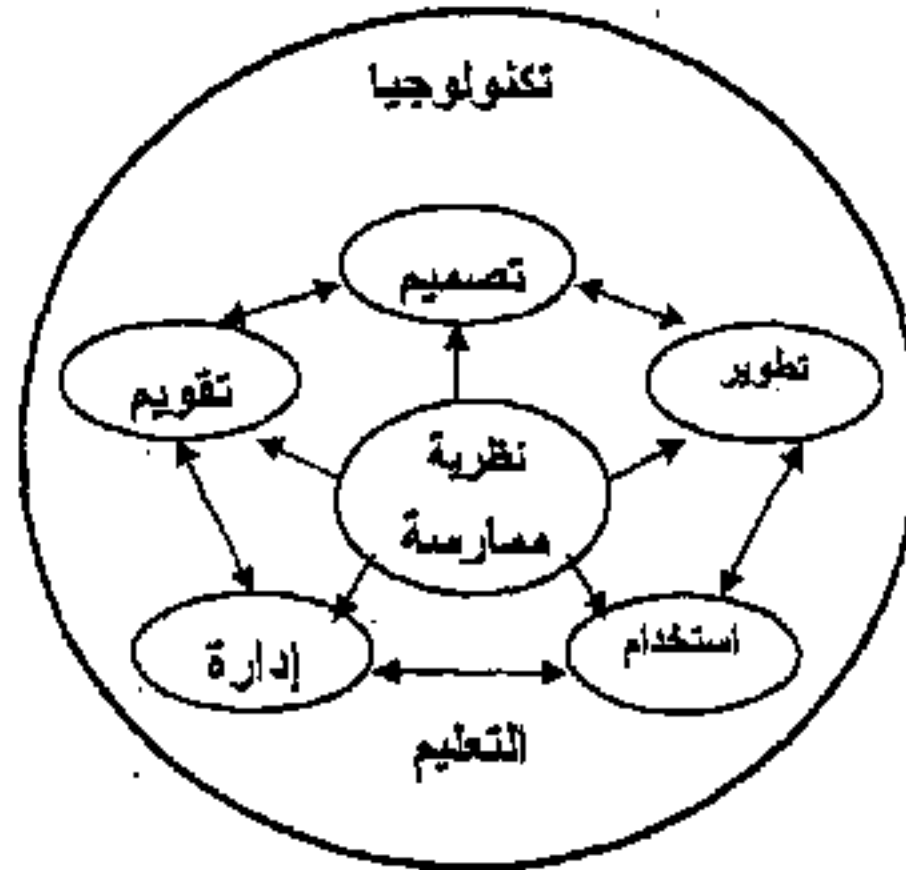 تكنولوجيا
تصميم
تطوير
تقويم
نظرية
ممارسة
استخدام
إدارة
التعليم